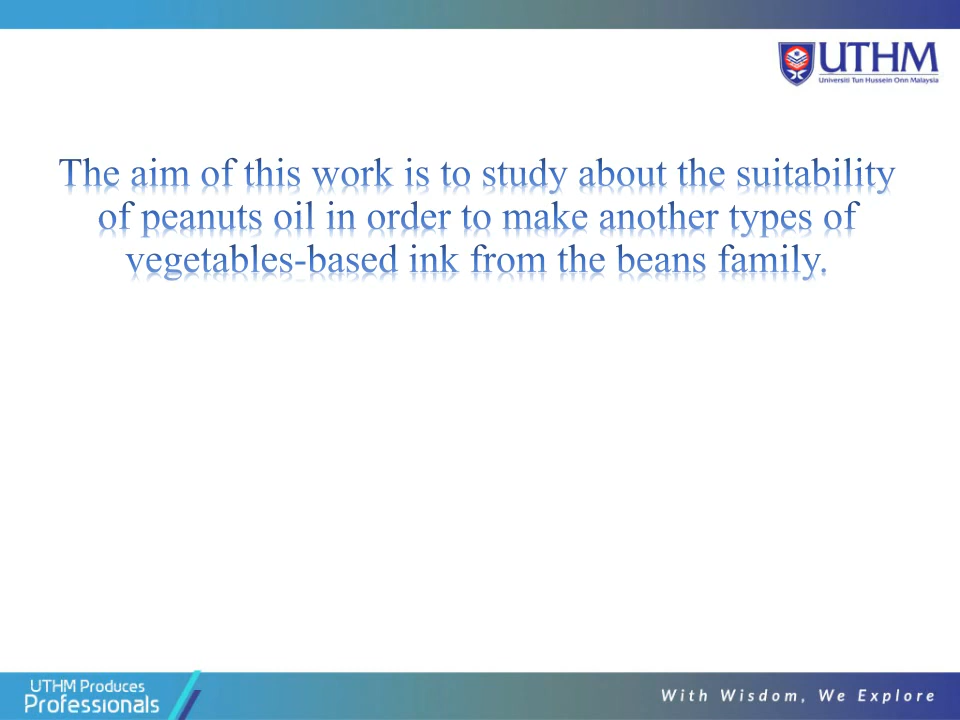 UTHM
Universiti Tun Hussein Onn Malaysia
The aim of this work is to study about the suitability
of peanuts oil in order to make another types of
vegetables-based ink from the beans family.
UTHM Produces
Professionals
With Wisdom, We Explore